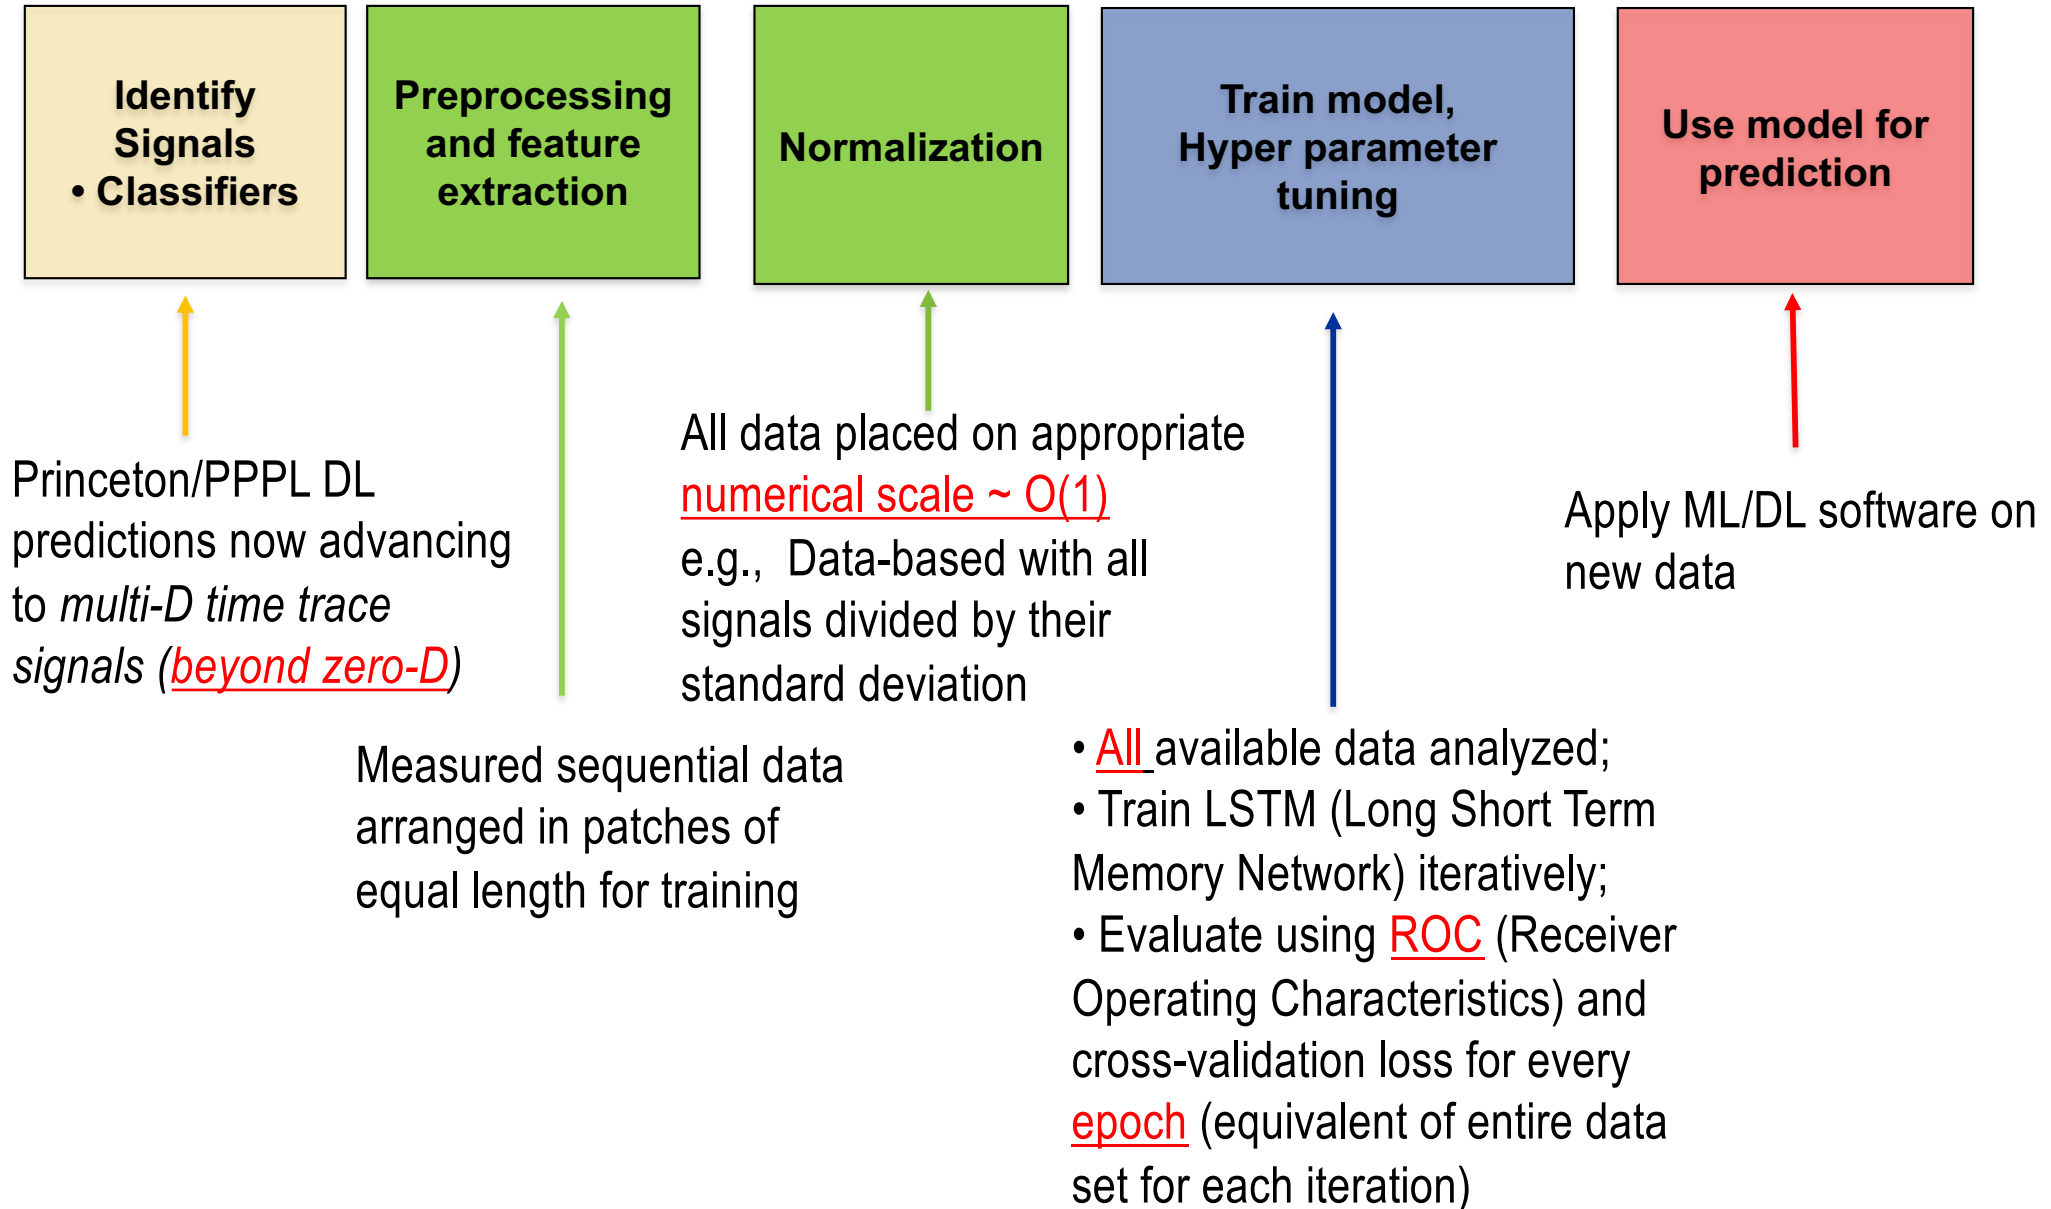 Identify
Signals
• Classifiers
Preprocessing
and feature
extraction
Normalization
Train model,
Hyper parameter
tuning
Use model for
prediction
Princeton/PPPL DL
predictions now advancing
to multi-D time trace
signals (beyond zero-D)
Measured sequential data
arranged in patches of
equal length for training
All data placed on appropriate
numerical scale ~ O(1)
e.g., Data-based with all
signals divided by their
standard deviation
• All available data analyzed;
• Train LSTM (Long Short Term
Memory Network) iteratively;
• Evaluate using ROC (Receiver
Operating Characteristics) and
cross-validation loss for every
epoch (equivalent of entire data
set for each iteration)
Apply ML/DL software on
new data